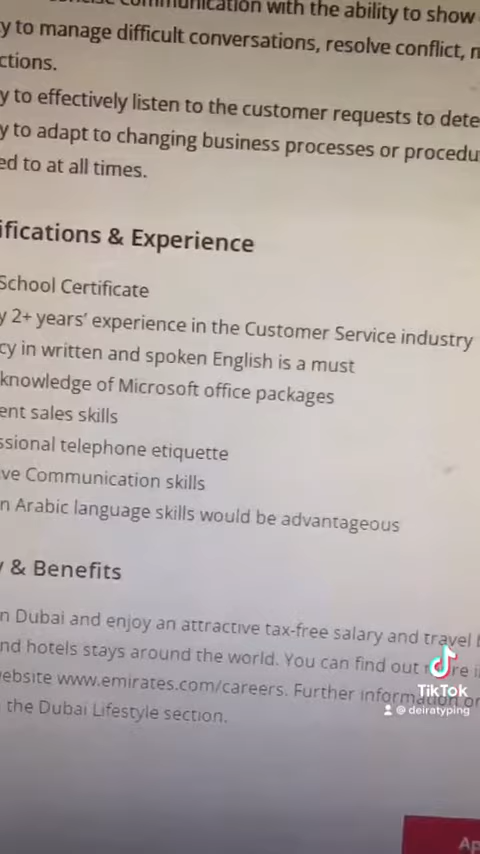 communication with the ability to show
y to manage difficult conversations, resolve conflict,
ctions.
y to effectively listen to the customer requests to dete
y to adapt to changing business processes or procedu
ed to at all times.
ifications & Experience
School Certificate
y 2+ years' experience in the Customer Service industry
cy in written and spoken English is a must
knowledge of Microsoft office packages
ent sales skills
ssional telephone etiquette
ve Communication skills
n Arabic language skills would be advantageous
y & Benefits
n Dubai and enjoy an attractive tax-free salary and travel
nd hotels stays around the world. You can find out more i
ebsite www.emirates.com/careers. Further information on
the Dubai Lifestyle section.
TikTok
@deiratyping
Ap